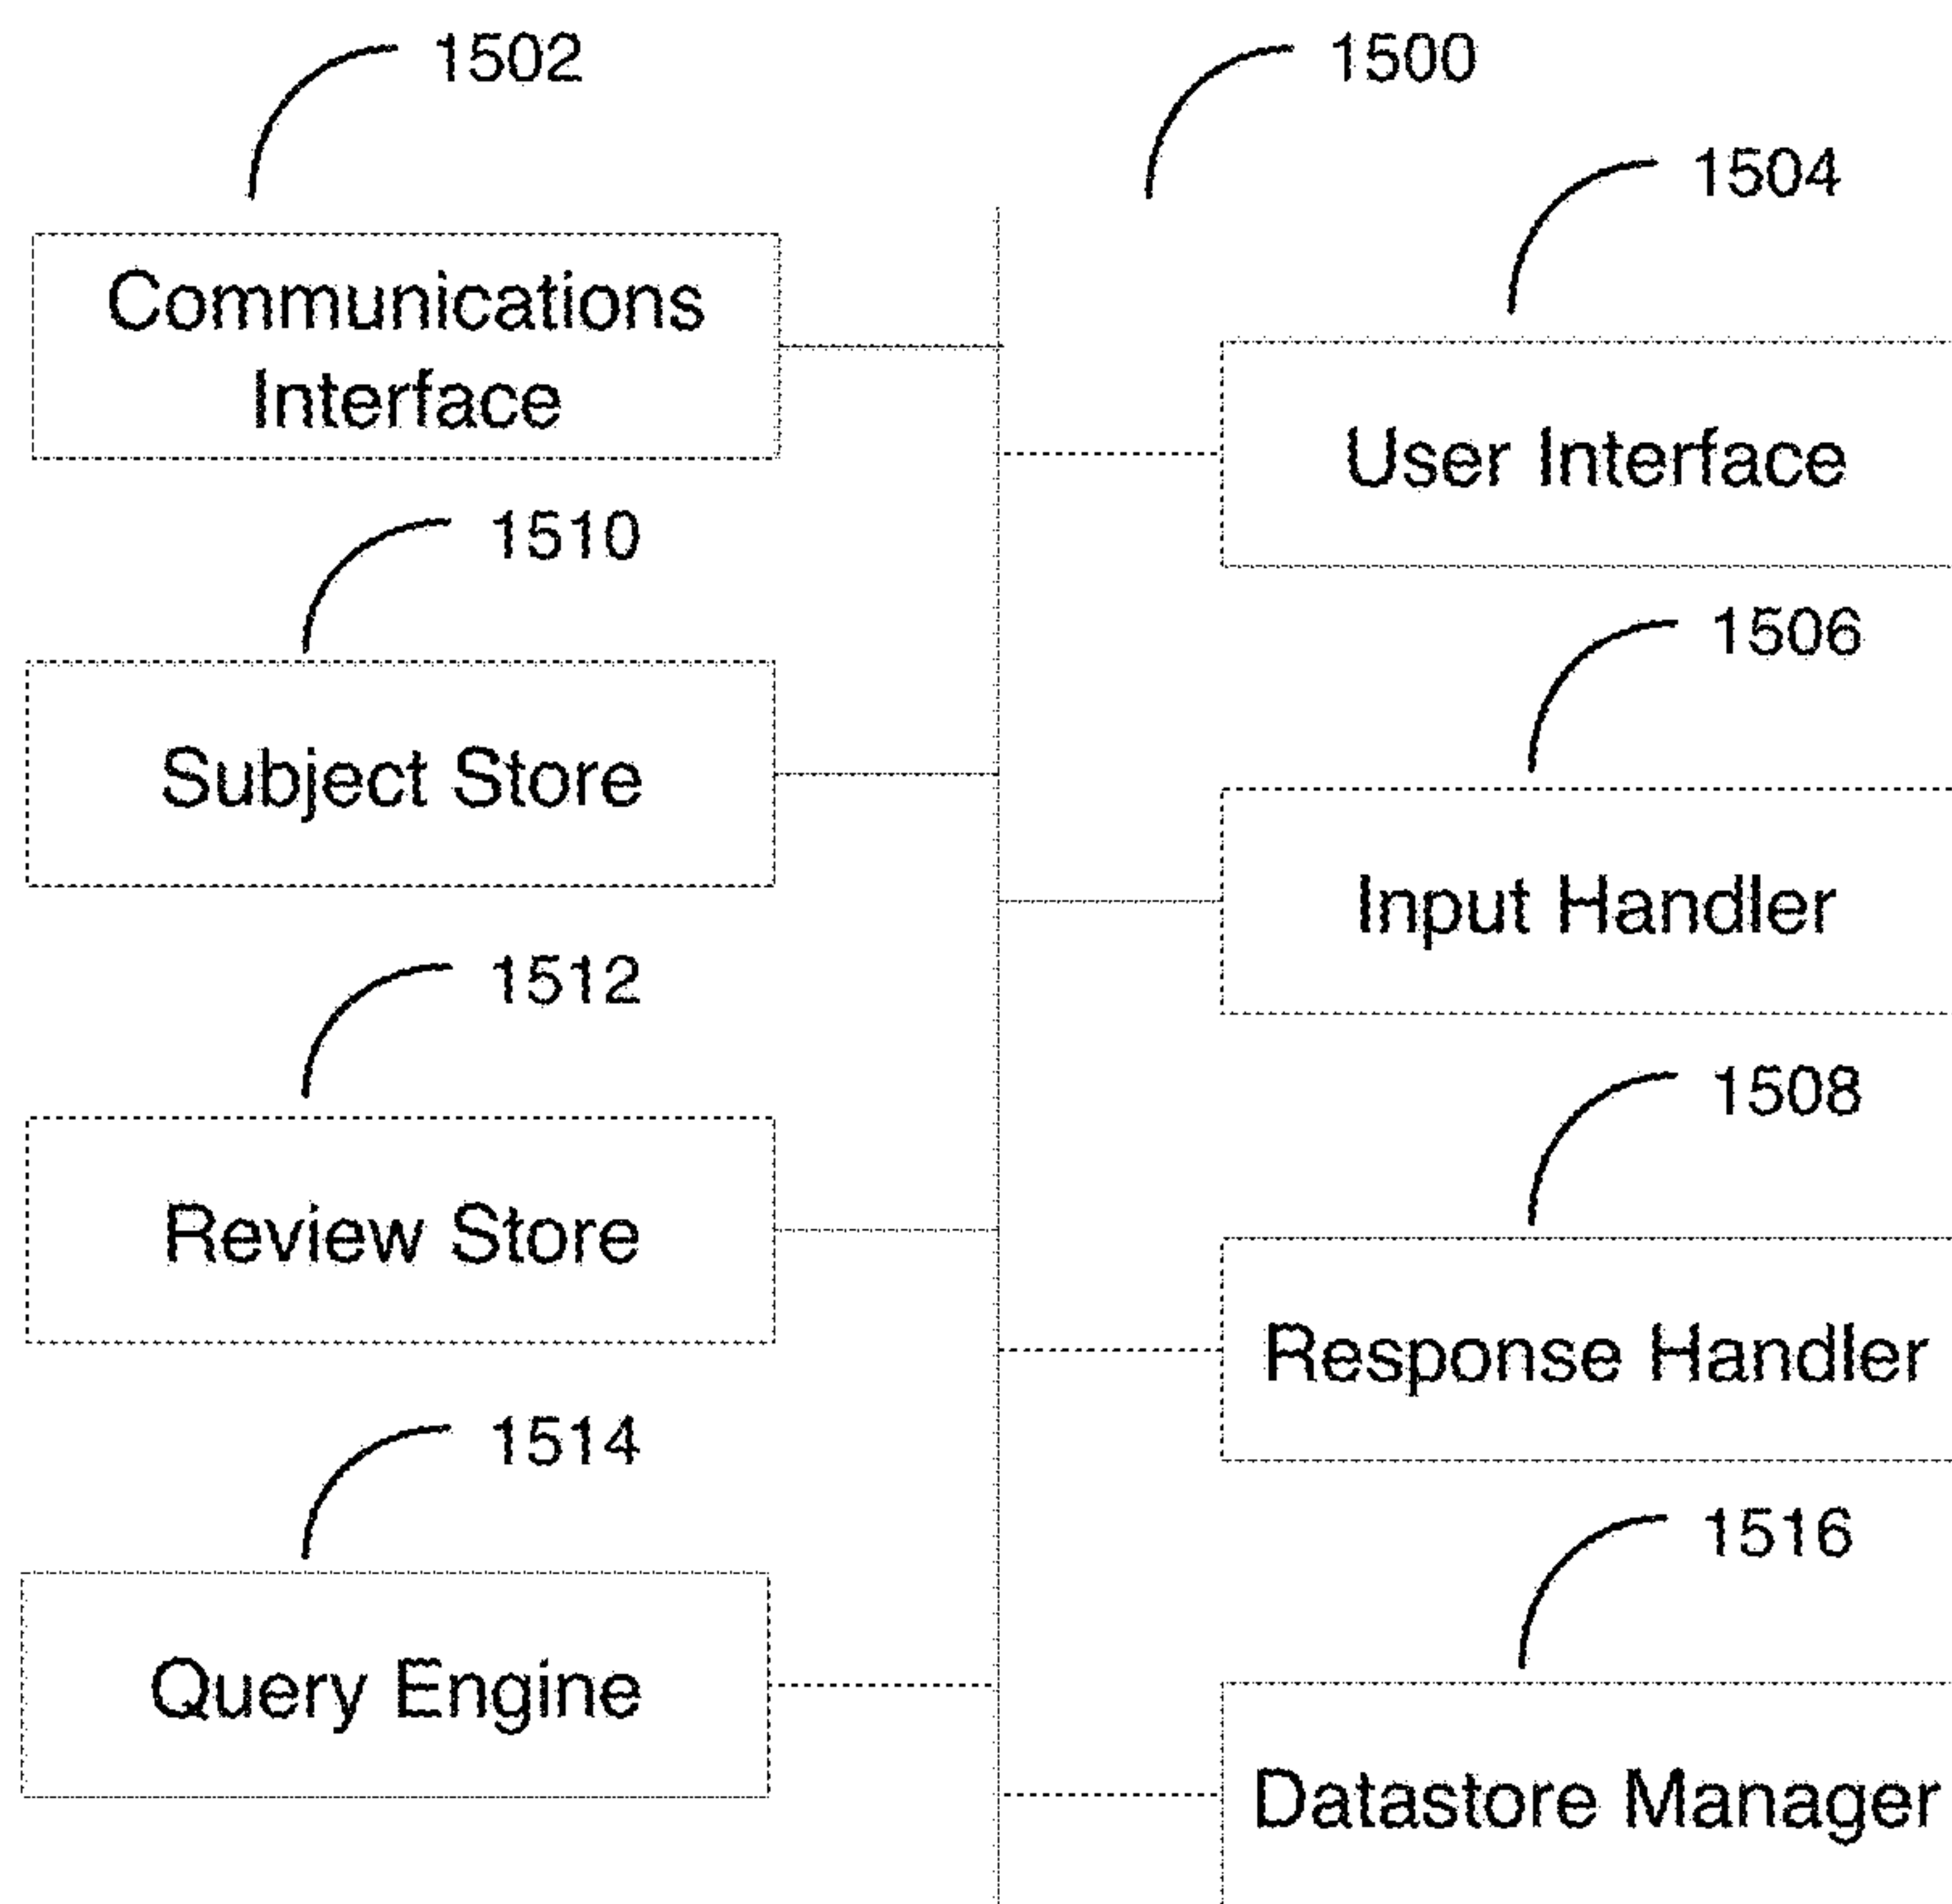 1502
1500
1504
Communications
Interface
User Interface
1510
1506
Subject Store
Input Handler
1512
1508
Review Store
Response Handler
1514
1516
Query Engine
Datastore Manager